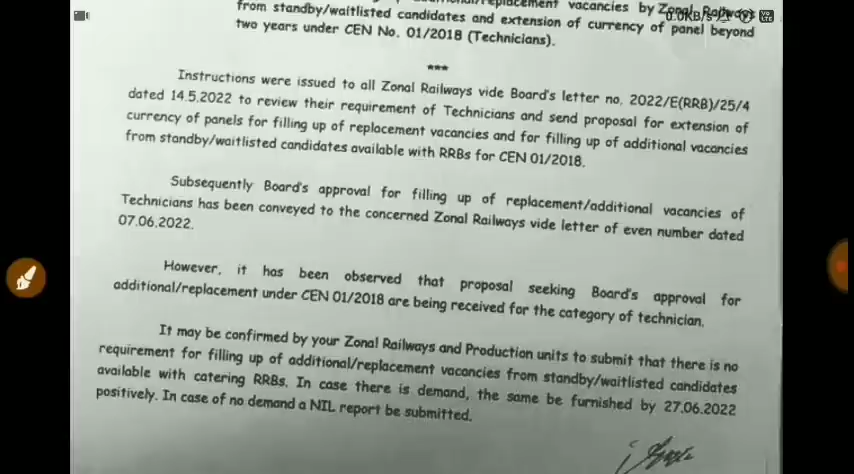 vacancies by Zonal Railways
from standby/waitlisted candidates and extension of currency of panel beyond
two years under CEN No. 01/2018 (Technicians).
***
Instructions were issued to all Zonal Railways vide Board's letter no. 2022/E(RRB)/25/4
dated 14.5.2022 to review their requirement of Technicians and send proposal for extension of
currency of panels for filling up of replacement vacancies and for filling up of additional vacancies
from standby/waitlisted candidates available with RRBs for CEN 01/2018.
Subsequently Board's approval for filling up of replacement/additional vacancies of
Technicians has been conveyed to the concerned Zonal Railways vide letter of even number dated
07.06.2022.
However, it has been observed that proposal seeking Board's approval for
additional/replacement under CEN 01/2018 are being received for the category of technician.
It may be confirmed by your Zonal Railways and Production units to submit that there is no
requirement for filling up of additional/replacement vacancies from standby/waitlisted candidates
available with catering RRBs. In case there is demand, the same be furnished by 27.06.2022
positively. In case of no demand a NIL report be submitted.
0.0KB/s